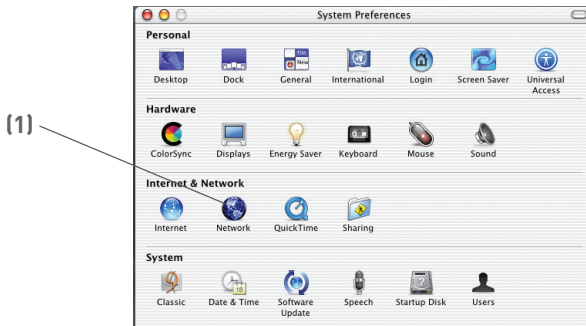 System Preferences
Personal
Desktop Dock General International Login Screen Saver Universal Access
Hardware
(1)
ColorSync Displays Energy Saver Keyboard Mouse Sound
Internet & Network
Internet Network QuickTime Sharing
System
Classic Date & Time Software Update Speech Startup Disk Users